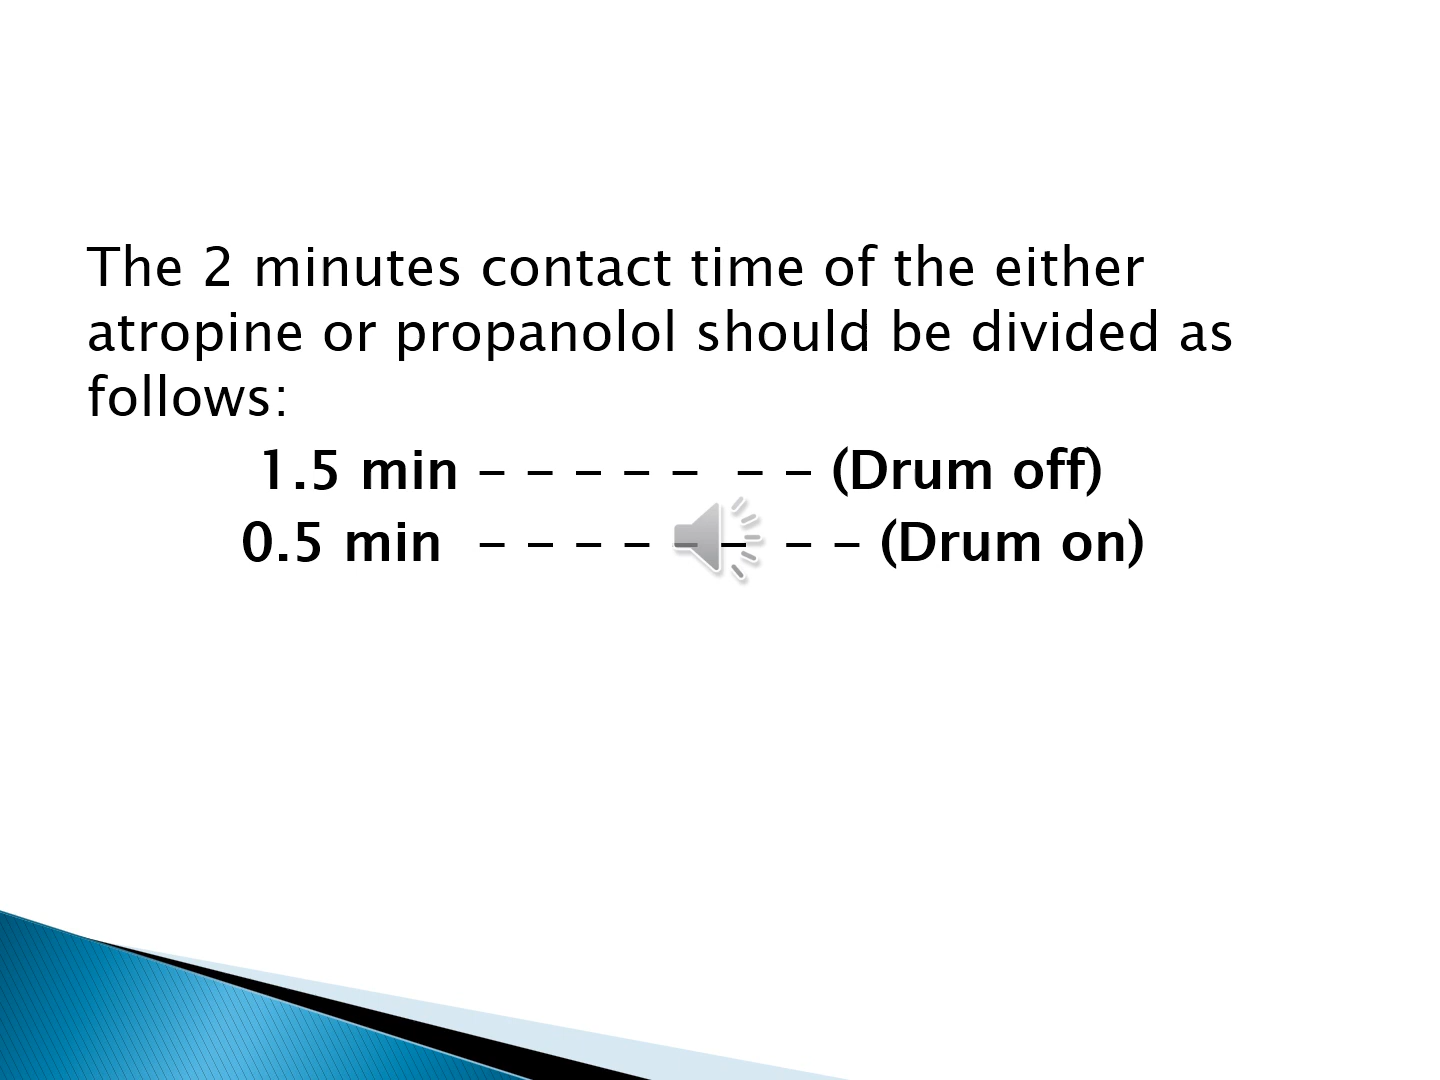 The 2 minutes contact time of the either
atropine or propanolol should be divided as
follows:
1.5 min - - - - -  - - (Drum off)
0.5 min  - - - - - -  - - (Drum on)